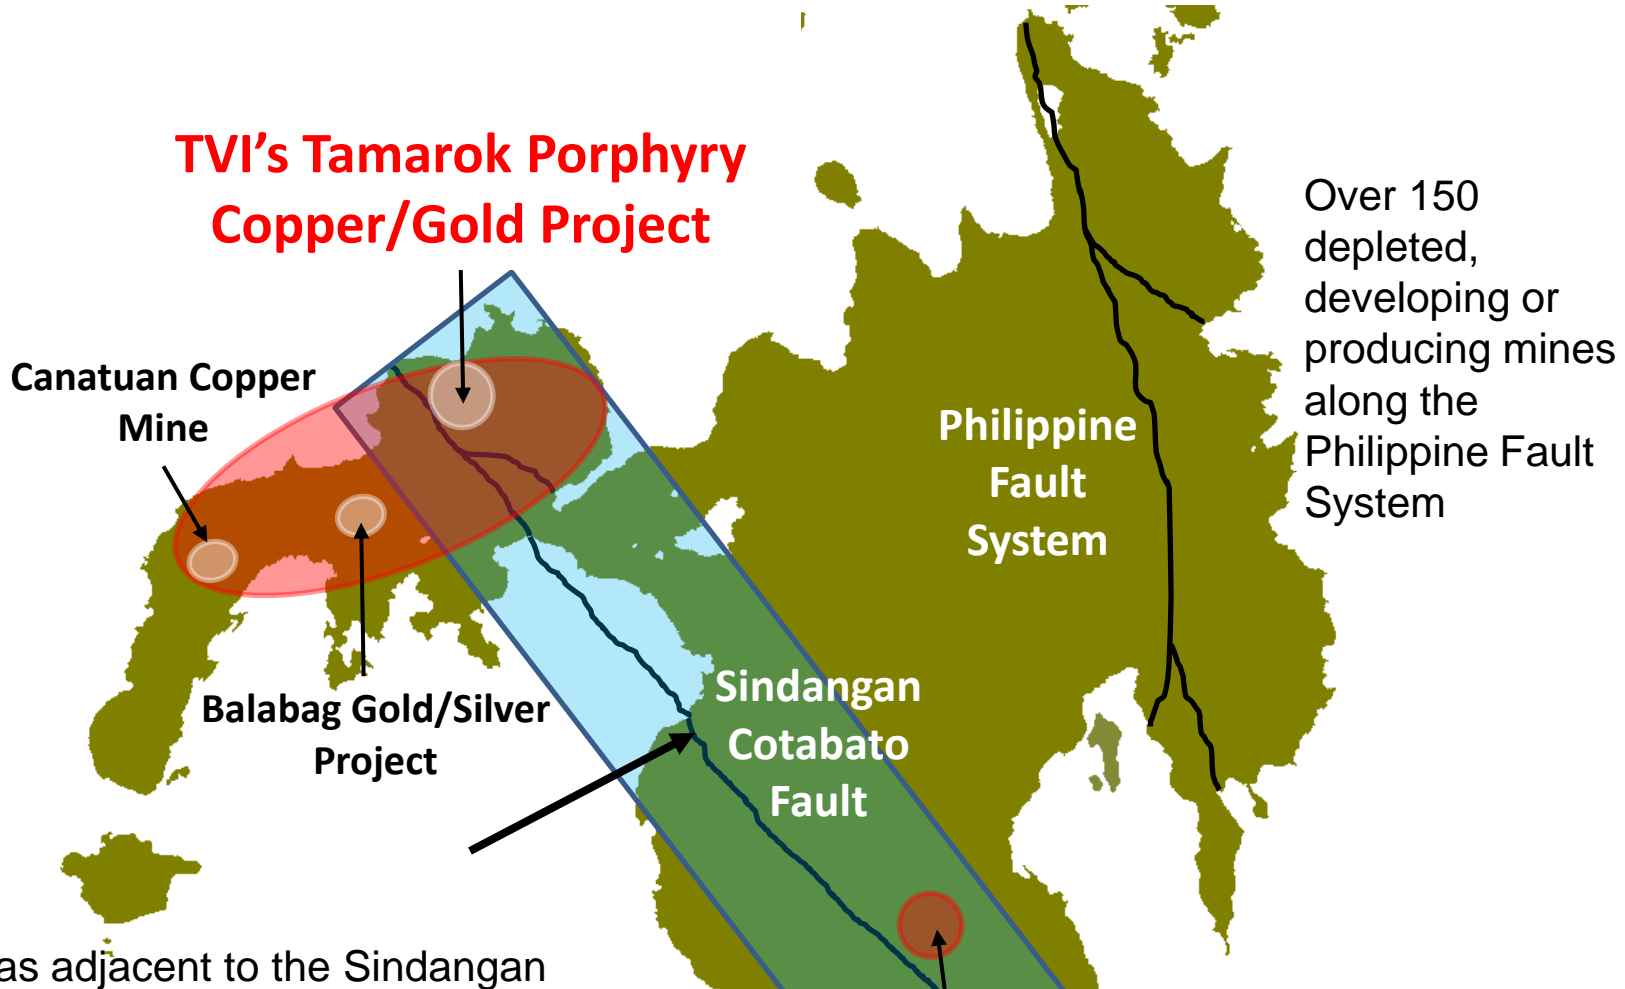 TVI’s Tamarok Porphyry
Copper/Gold Project
Over 150
depleted,
developing or
producing mines
along the
Philippine Fault
System
Canatuan Copper
Mine
Philippine
Fault
System
Balabag Gold/Silver
Project
Sindangan
Cotabato
Fault
adjacent to the Sindangan